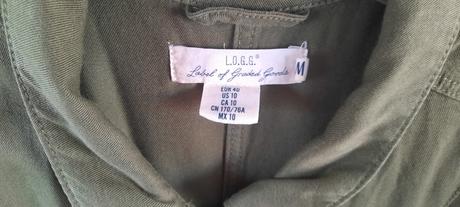 L.O.G.G.®
Label of Graded Goods
M
EUR 40
US 10
CA 10
CN 170/76A
MX 10